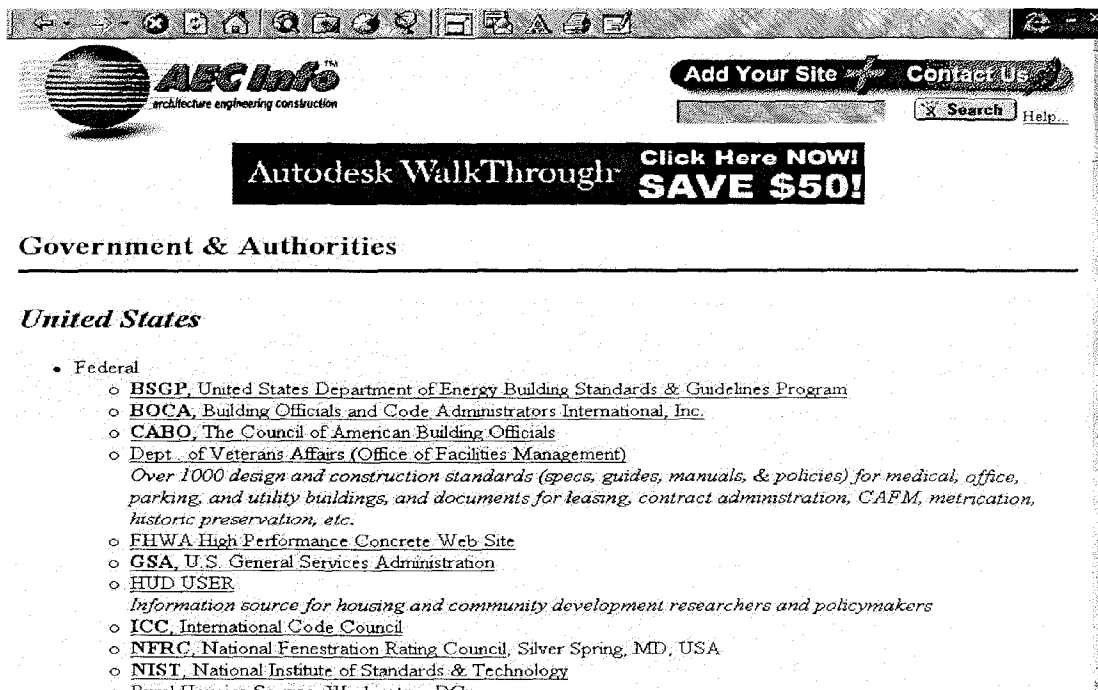 AEC Info™
architecture engineering construction
Add Your Site
Contact Us
Search
Help...
Autodesk WalkThrough
Click Here NOW!
SAVE $50!
Government & Authorities
United States
• Federal
o BSGP, United States Department of Energy Building Standards & Guidelines Program
o BOCA, Building Officials and Code Administrators International, Inc.
o CABO, The Council of American Building Officials
o Dept. of Veterans Affairs (Office of Facilities Management)
Over 1000 design and construction standards (specs, guides, manuals, & policies) for medical, office,
parking, and utility buildings, and documents for leasing, contract administration, CAFM, metrication,
historic preservation, etc.
o FHWA High Performance Concrete Web Site
o GSA, U.S. General Services Administration
o HUD USER
Information source for housing and community development researchers and policymakers
o ICC, International Code Council
o NFRC, National Fenestration Rating Council, Silver Spring, MD, USA
o NIST, National Institute of Standards & Technology